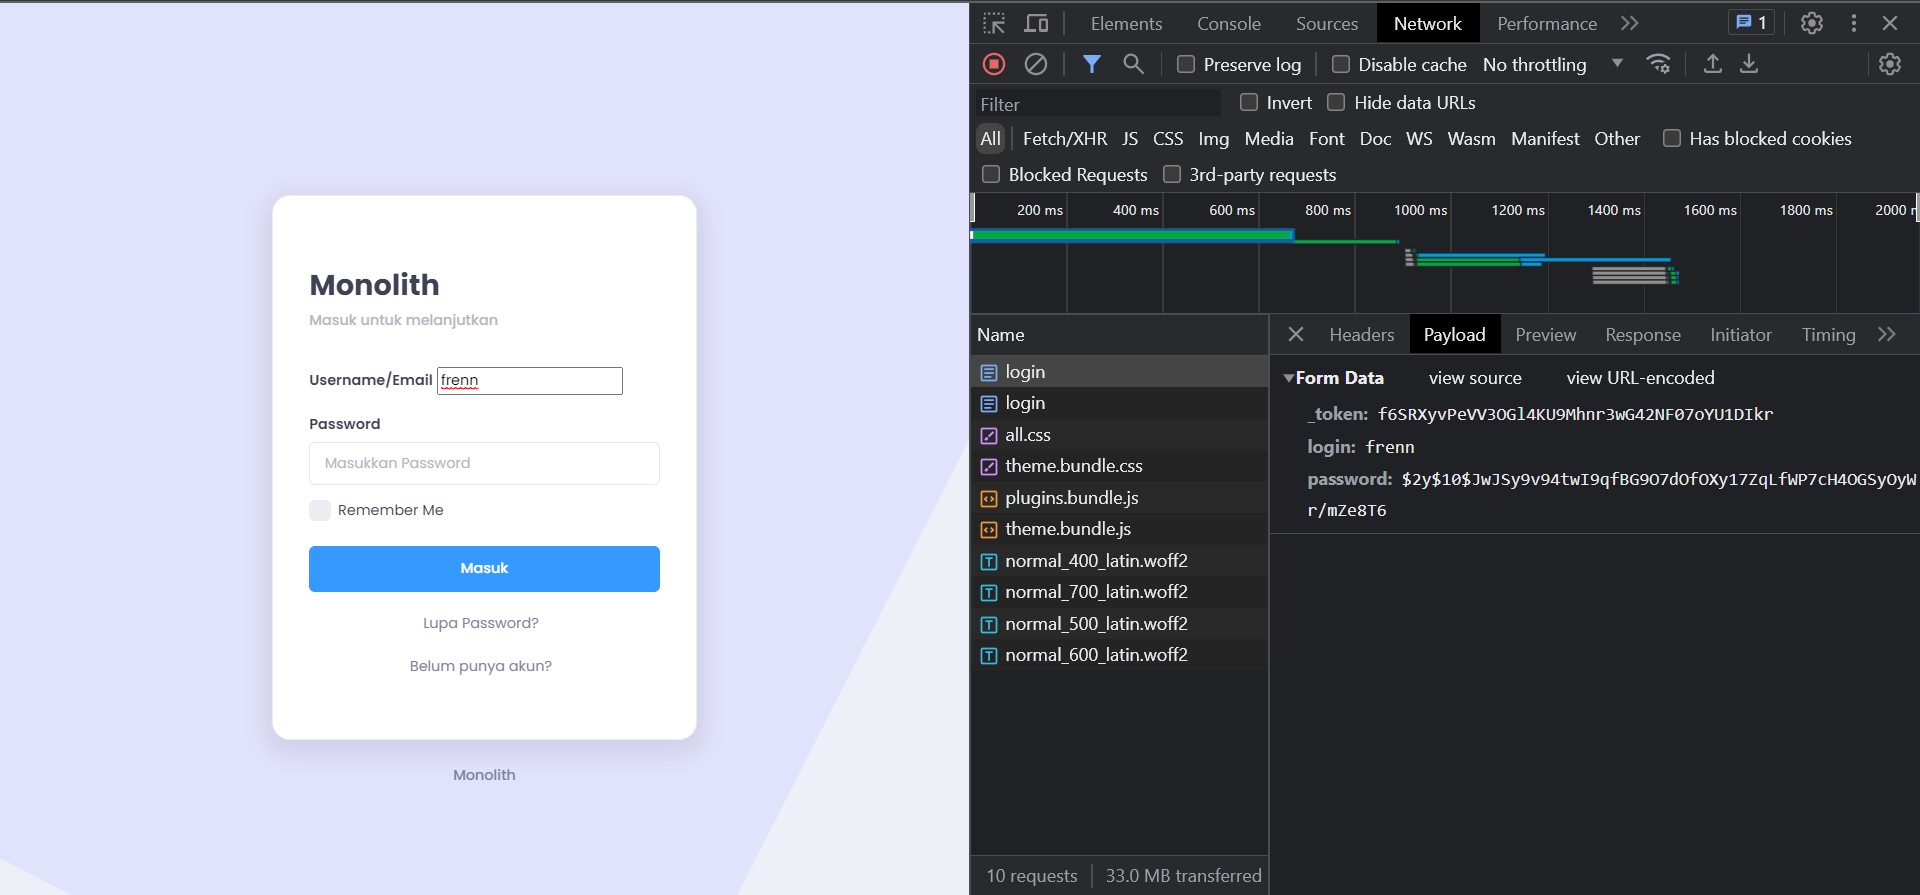 Monolith
Masuk untuk melanjutkan
Username/Email frenn
Password
Masukkan Password
Remember Me
Masuk
Lupa Password?
Belum punya akun?
Monolith
Elements Console Sources Network Performance 1
Preserve log Disable cache No throttling
Filter Invert Hide data URLs
All Fetch/XHR JS CSS Img Media Font Doc WS Wasm Manifest Other Has blocked cookies
Blocked Requests 3rd-party requests
200 ms 400 ms 600 ms 800 ms 1000 ms 1200 ms 1400 ms 1600 ms 1800 ms 2000 r
Name
login
login
all.css
theme.bundle.css
plugins.bundle.js
theme.bundle.js
normal_400_latin.woff2
normal_700_latin.woff2
normal_500_latin.woff2
normal_600_latin.woff2
10 requests 33.0 MB transferred
Headers Payload Preview Response Initiator Timing
Form Data view source view URL-encoded
_token: f6SRXyvPeVV3OGl4KU9Mhnr3wG42NF07oYU1DIkr
login: frenn
password: $2y$10$JwJSy9v94twI9qfBG9O7dOfOXy17ZqLfWP7cH4OGSyOyW
r/mZe8T6